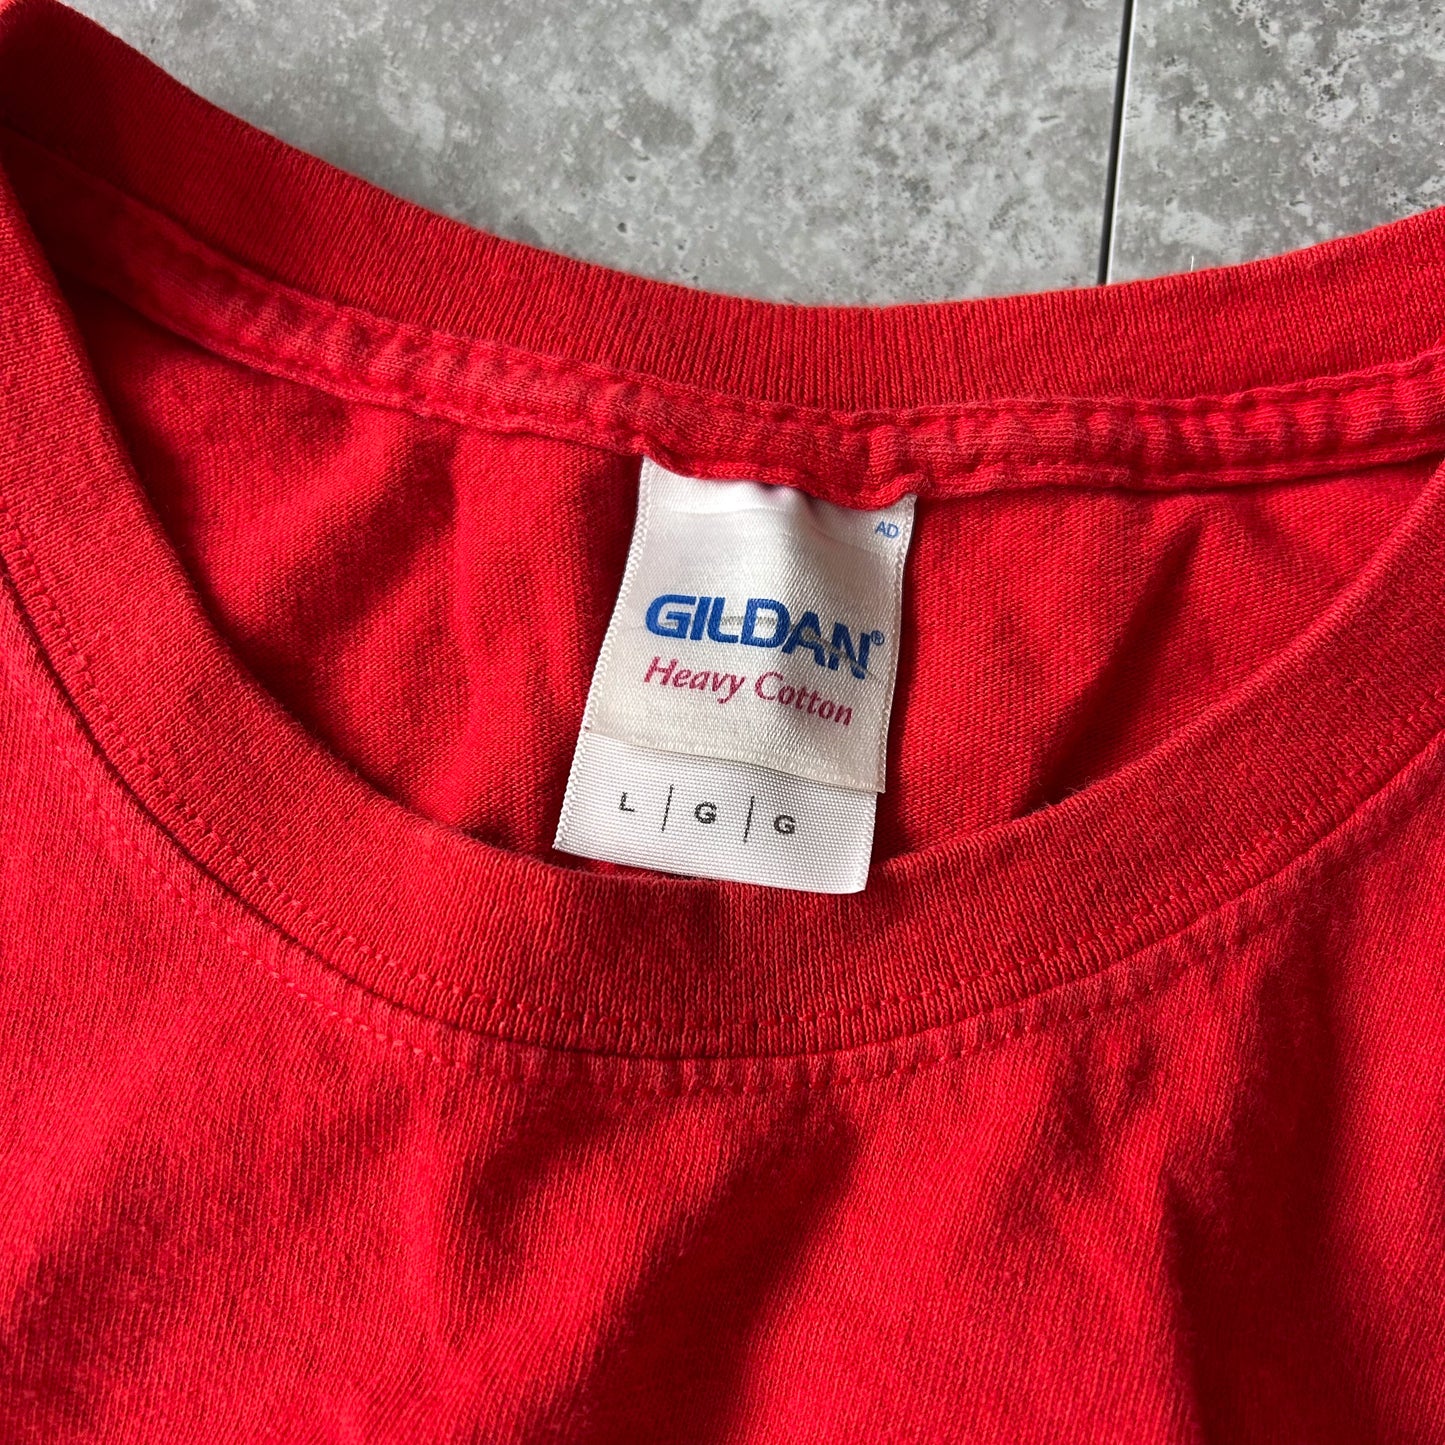 AD
GILDAN®
Heavy Cotton
L | G | G